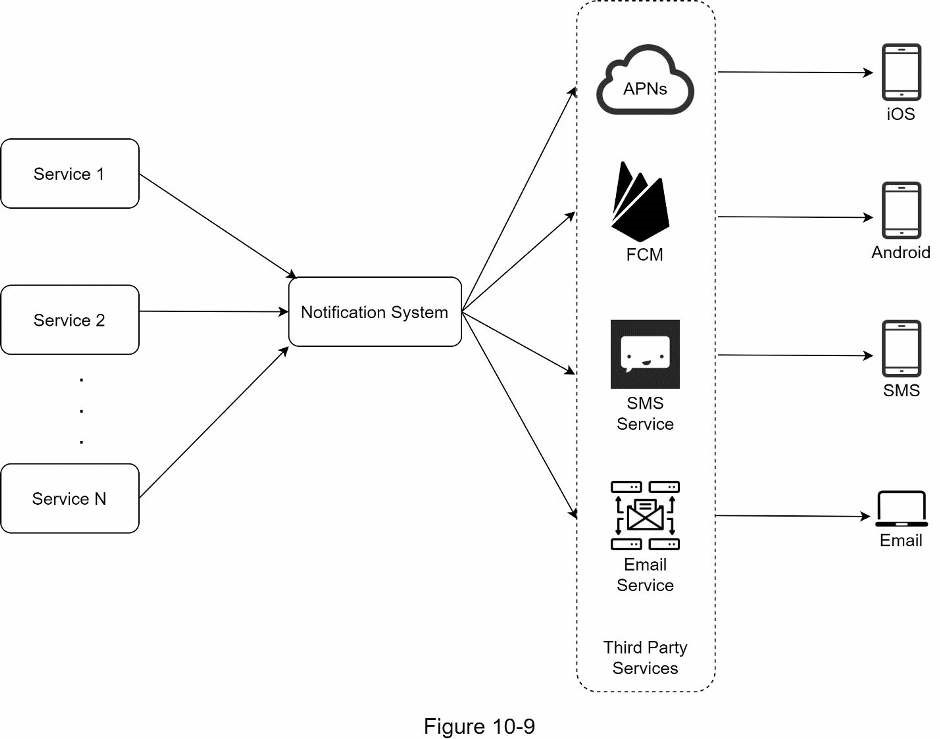 Service 1
Service 2
.
.
.
Service N
Notification System
APNs
FCM
SMS
Service
Email
Service
Third Party
Services
iOS
Android
SMS
Email
Figure 10-9